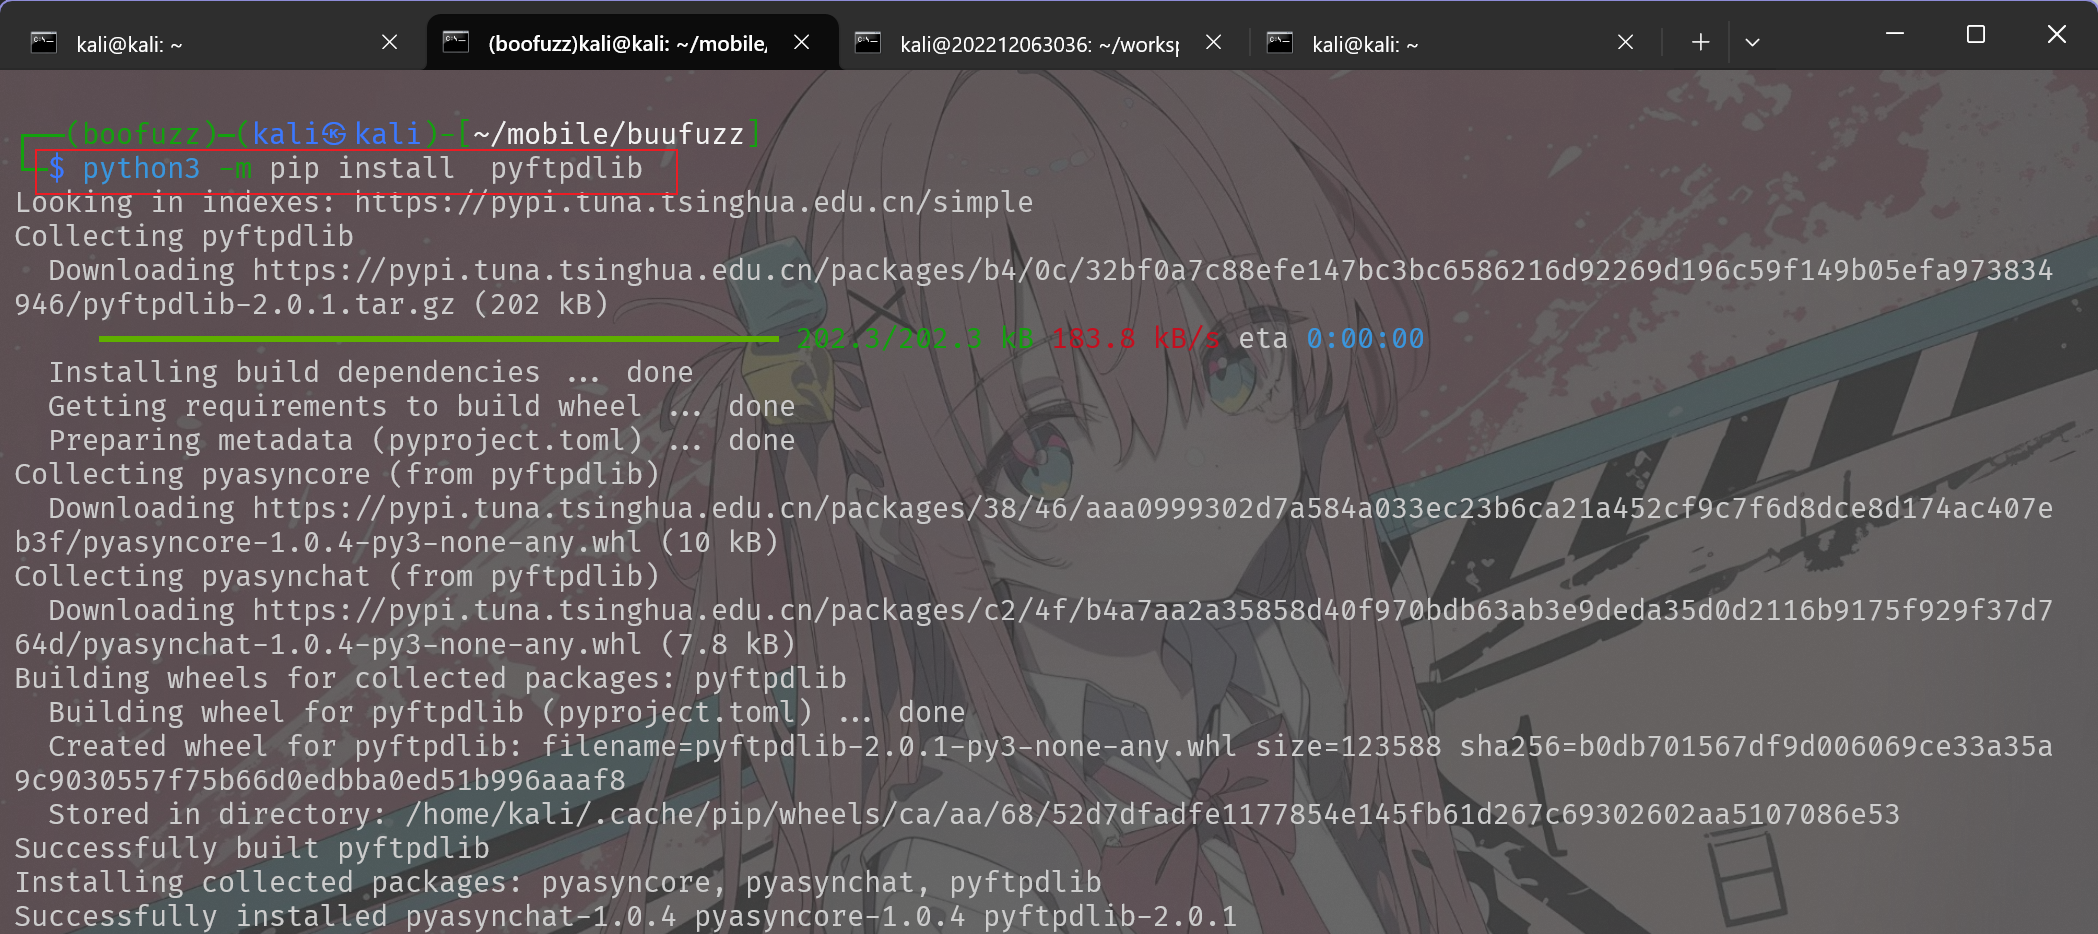 kali@kali: ~
(boofuzz)kali@kali: ~/mobile/
kali@202212063036: ~/worksp
kali@kali: ~
(boofuzz)-(kali㉿kali)-[~/mobile/buufuzz]
$ python3 -m pip install  pyftpdlib
Looking in indexes: https://pypi.tuna.tsinghua.edu.cn/simple
Collecting pyftpdlib
  Downloading https://pypi.tuna.tsinghua.edu.cn/packages/b4/0c/32bf0a7c88efe147bc3bc6586216d92269d196c59f149b05efa973834
946/pyftpdlib-2.0.1.tar.gz (202 kB)
202.3/202.3 kB 183.8 kB/s eta 0:00:00
  Installing build dependencies ... done
  Getting requirements to build wheel ... done
  Preparing metadata (pyproject.toml) ... done
Collecting pyasyncore (from pyftpdlib)
  Downloading https://pypi.tuna.tsinghua.edu.cn/packages/38/46/aaa0999302d7a584a033ec23b6ca21a452cf9c7f6d8dce8d174ac407e
b3f/pyasyncore-1.0.4-py3-none-any.whl (10 kB)
Collecting pyasynchat (from pyftpdlib)
  Downloading https://pypi.tuna.tsinghua.edu.cn/packages/c2/4f/b4a7aa2a35858d40f970bdb63ab3e9deda35d0d2116b9175f929f37d7
64d/pyasynchat-1.0.4-py3-none-any.whl (7.8 kB)
Building wheels for collected packages: pyftpdlib
  Building wheel for pyftpdlib (pyproject.toml) ... done
  Created wheel for pyftpdlib: filename=pyftpdlib-2.0.1-py3-none-any.whl size=123588 sha256=b0db701567df9d006069ce33a35a
9c9030557f75b66d0edbba0ed51b996aaaf8
  Stored in directory: /home/kali/.cache/pip/wheels/ca/aa/68/52d7dfadfe1177854e145fb61d267c69302602aa5107086e53
Successfully built pyftpdlib
Installing collected packages: pyasyncore, pyasynchat, pyftpdlib
Successfully installed pyasynchat-1.0.4 pyasyncore-1.0.4 pyftpdlib-2.0.1